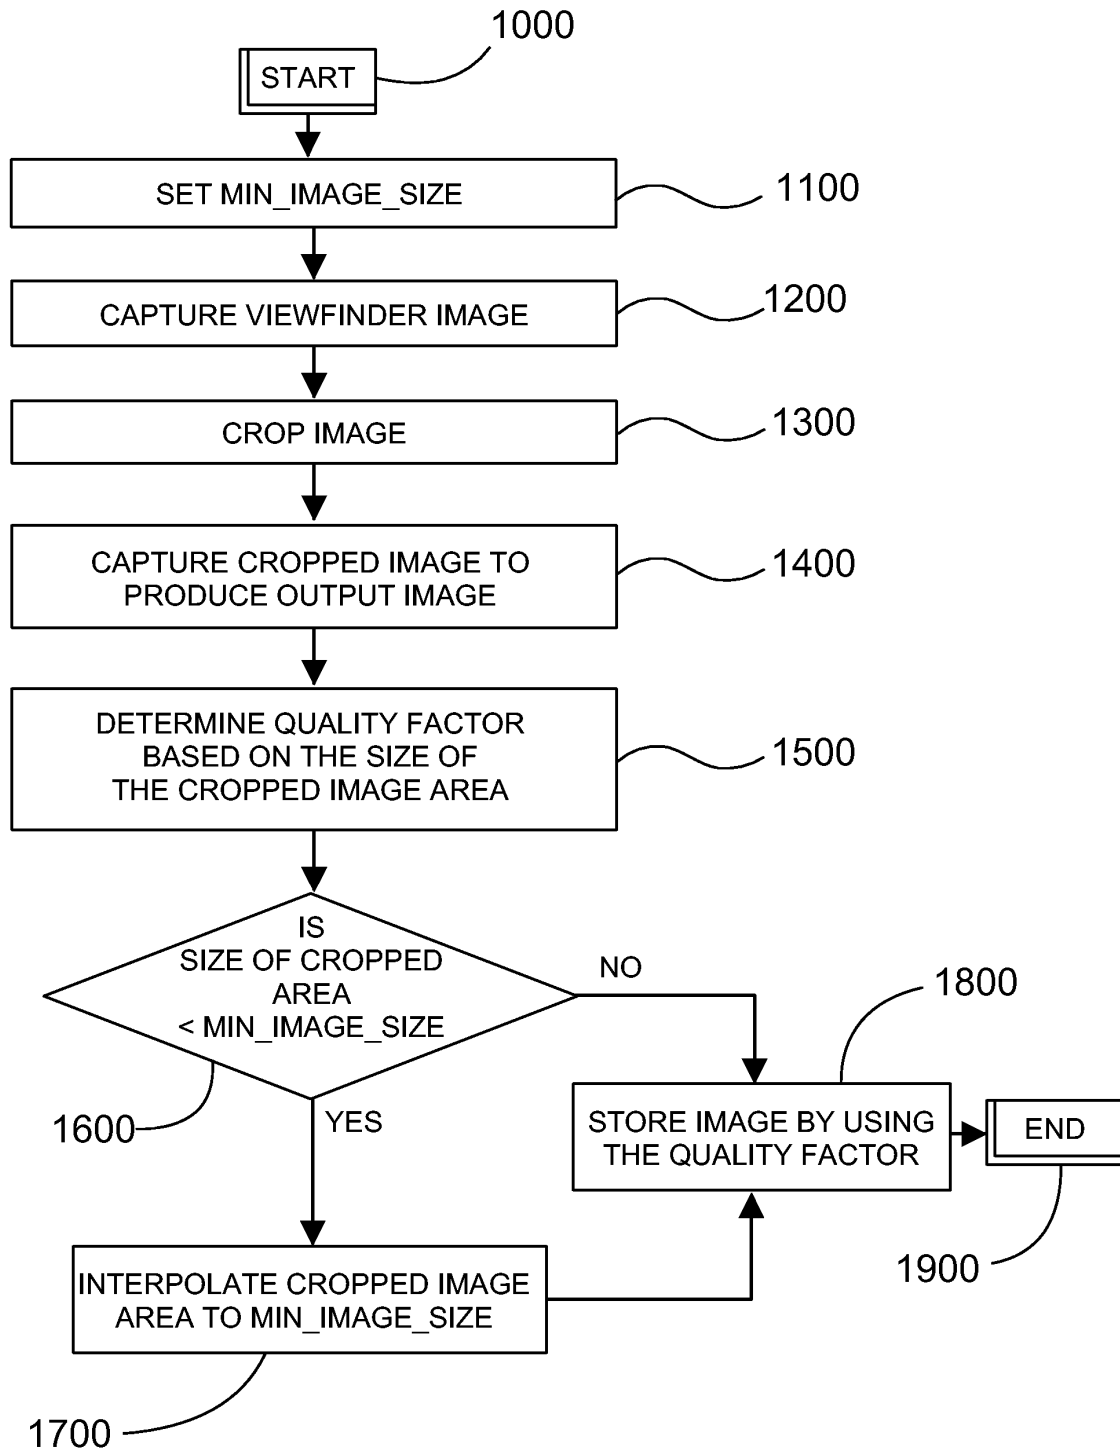 1000
START
SET MIN_IMAGE_SIZE
1100
CAPTURE VIEWFINDER IMAGE
1200
CROP IMAGE
1300
CAPTURE CROPPED IMAGE TO
PRODUCE OUTPUT IMAGE
1400
DETERMINE QUALITY FACTOR
BASED ON THE SIZE OF
THE CROPPED IMAGE AREA
1500
IS
SIZE OF CROPPED
AREA
< MIN_IMAGE_SIZE
NO
1600
YES
1800
STORE IMAGE BY USING
THE QUALITY FACTOR
END
1900
INTERPOLATE CROPPED IMAGE
AREA TO MIN_IMAGE_SIZE
1700